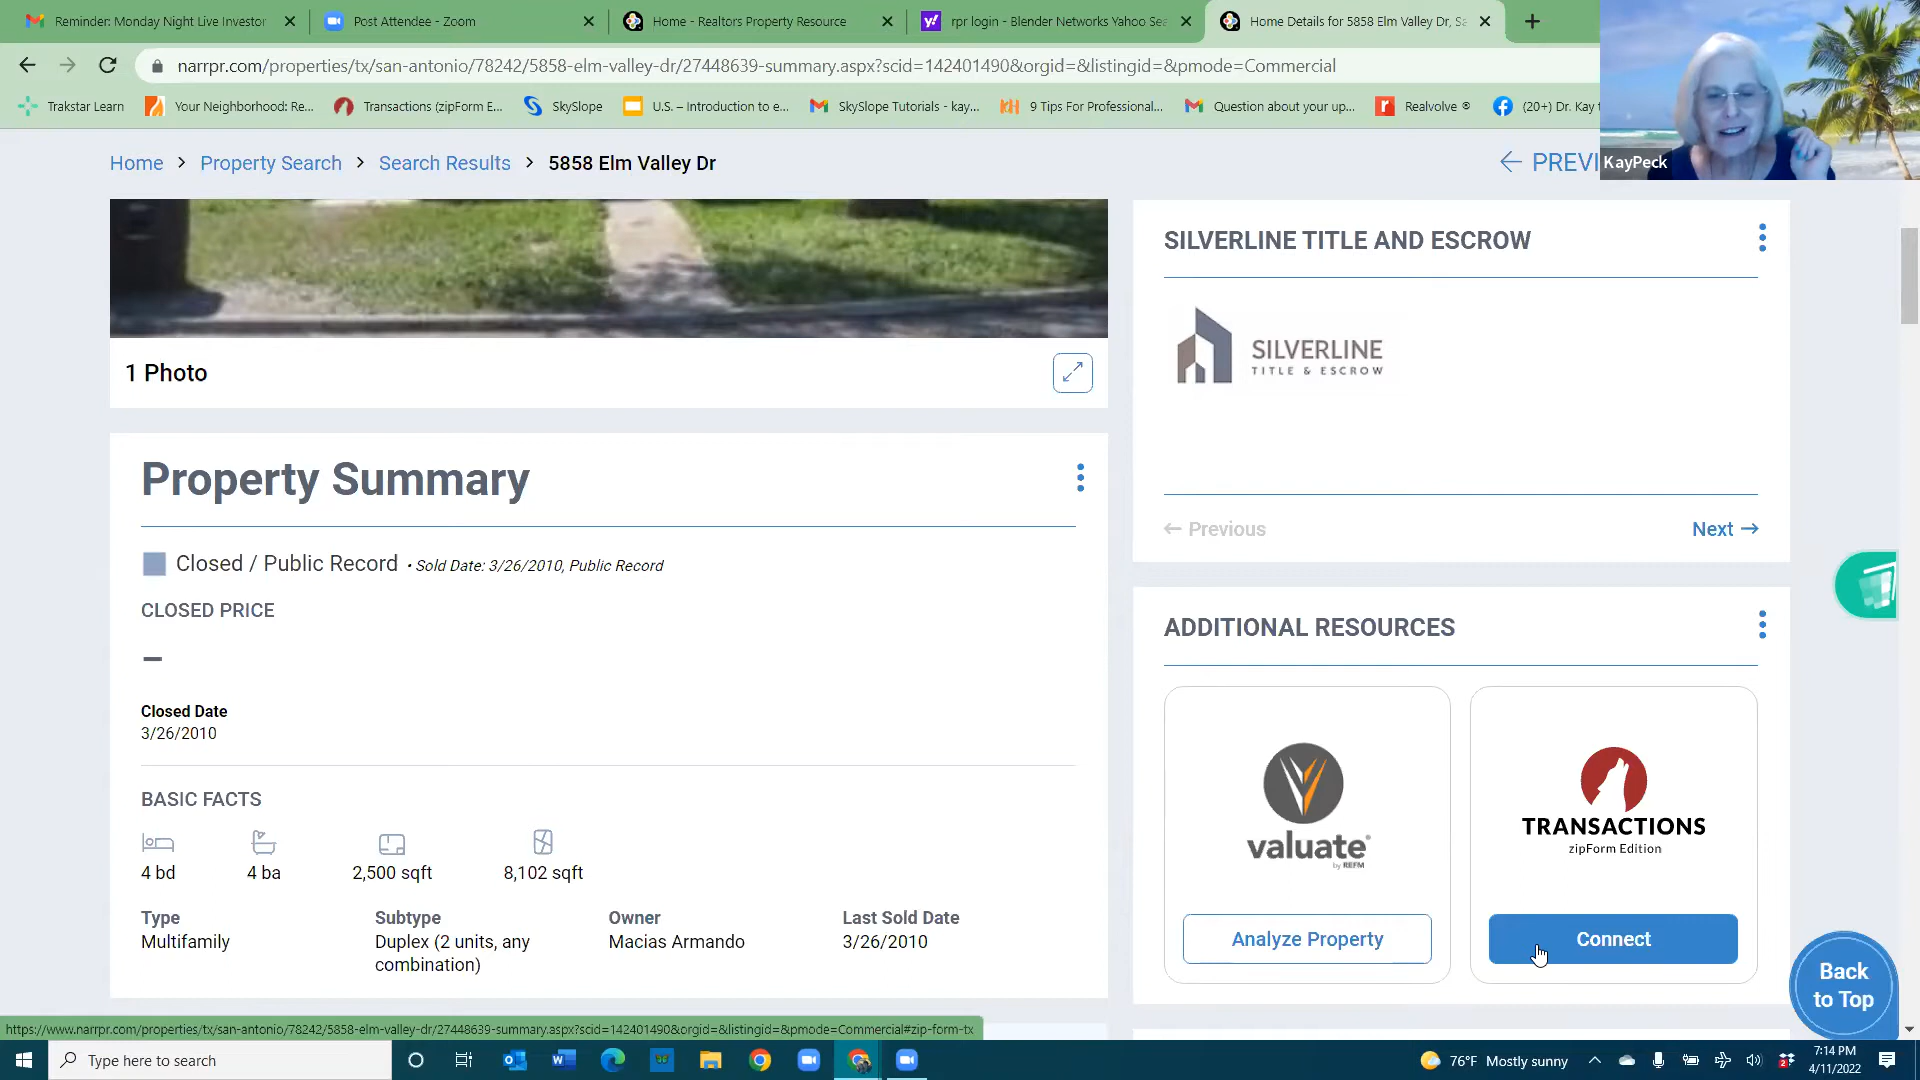 Reminder: Monday Night Live Investor
Post Attendee - Zoom
Home - Realtors Property Resource
rpr login - Blender Networks Yahoo Sea
Home Details for 5858 Elm Valley Dr, Sa
narrpr.com/properties/tx/san-antonio/78242/5858-elm-valley-dr/27448639-summary.aspx?scid=142401490&orgid=&listingid=&pmode=Commercial
Trakstar Learn
Your Neighborhood: Re...
Transactions (zipForm E...
SkySlope
U.S. – Introduction to e...
SkySlope Tutorials - kay...
9 Tips For Professional...
Question about your up...
Realvolve ®
(20+) Dr. Kay
KayPeck
Home > Property Search > Search Results > 5858 Elm Valley Dr
← PREVI
1 Photo
SILVERLINE TITLE AND ESCROW
SILVERLINE
TITLE & ESCROW
← Previous
Next →
Property Summary
Closed / Public Record • Sold Date: 3/26/2010, Public Record
CLOSED PRICE
–
Closed Date
3/26/2010
BASIC FACTS
4 bd
4 ba
2,500 sqft
8,102 sqft
Type
Multifamily
Subtype
Duplex (2 units, any
combination)
Owner
Macias Armando
Last Sold Date
3/26/2010
ADDITIONAL RESOURCES
valuate®
by REFM
Analyze Property
TRANSACTIONS
zipForm Edition
Connect
Back
to Top
https://www.narrpr.com/properties/tx/san-antonio/78242/5858-elm-valley-dr/27448639-summary.aspx?scid=142401490&orgid=&listingid=&pmode=Commercial#zip-form-tx
Type here to search
76°F Mostly sunny
7:14 PM
4/11/2022